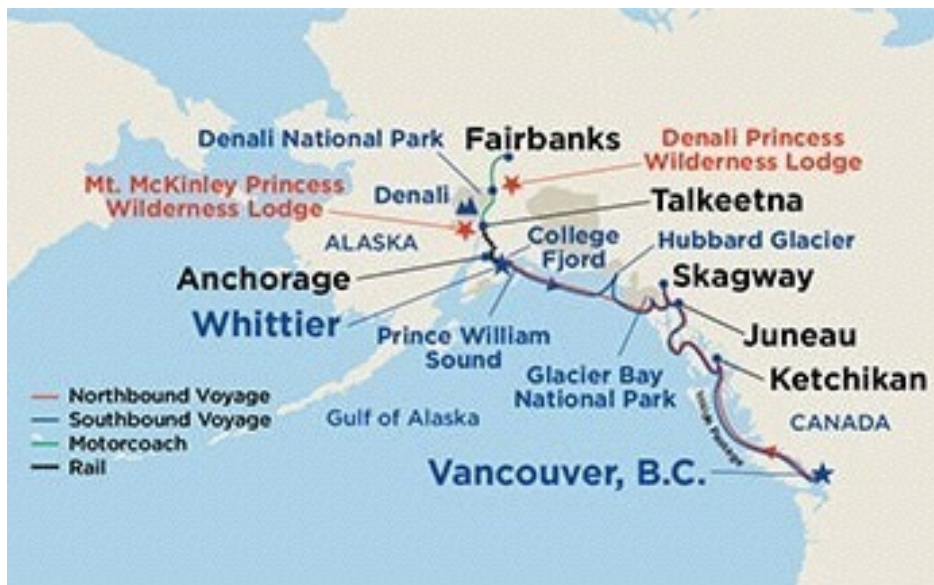 Denali National Park
Fairbanks
Denali Princess
Wilderness Lodge
Mt. McKinley Princess
Wilderness Lodge
Denali
Talkeetna
ALASKA
College
Fjord
Hubbard Glacier
Anchorage
Skagway
Whittier
Prince William
Sound
Juneau
Glacier Bay
National Park
Ketchikan
Northbound Voyage
Southbound Voyage
Motorcoach
Rail
Gulf of Alaska
Inside Passage
CANADA
Vancouver, B.C.